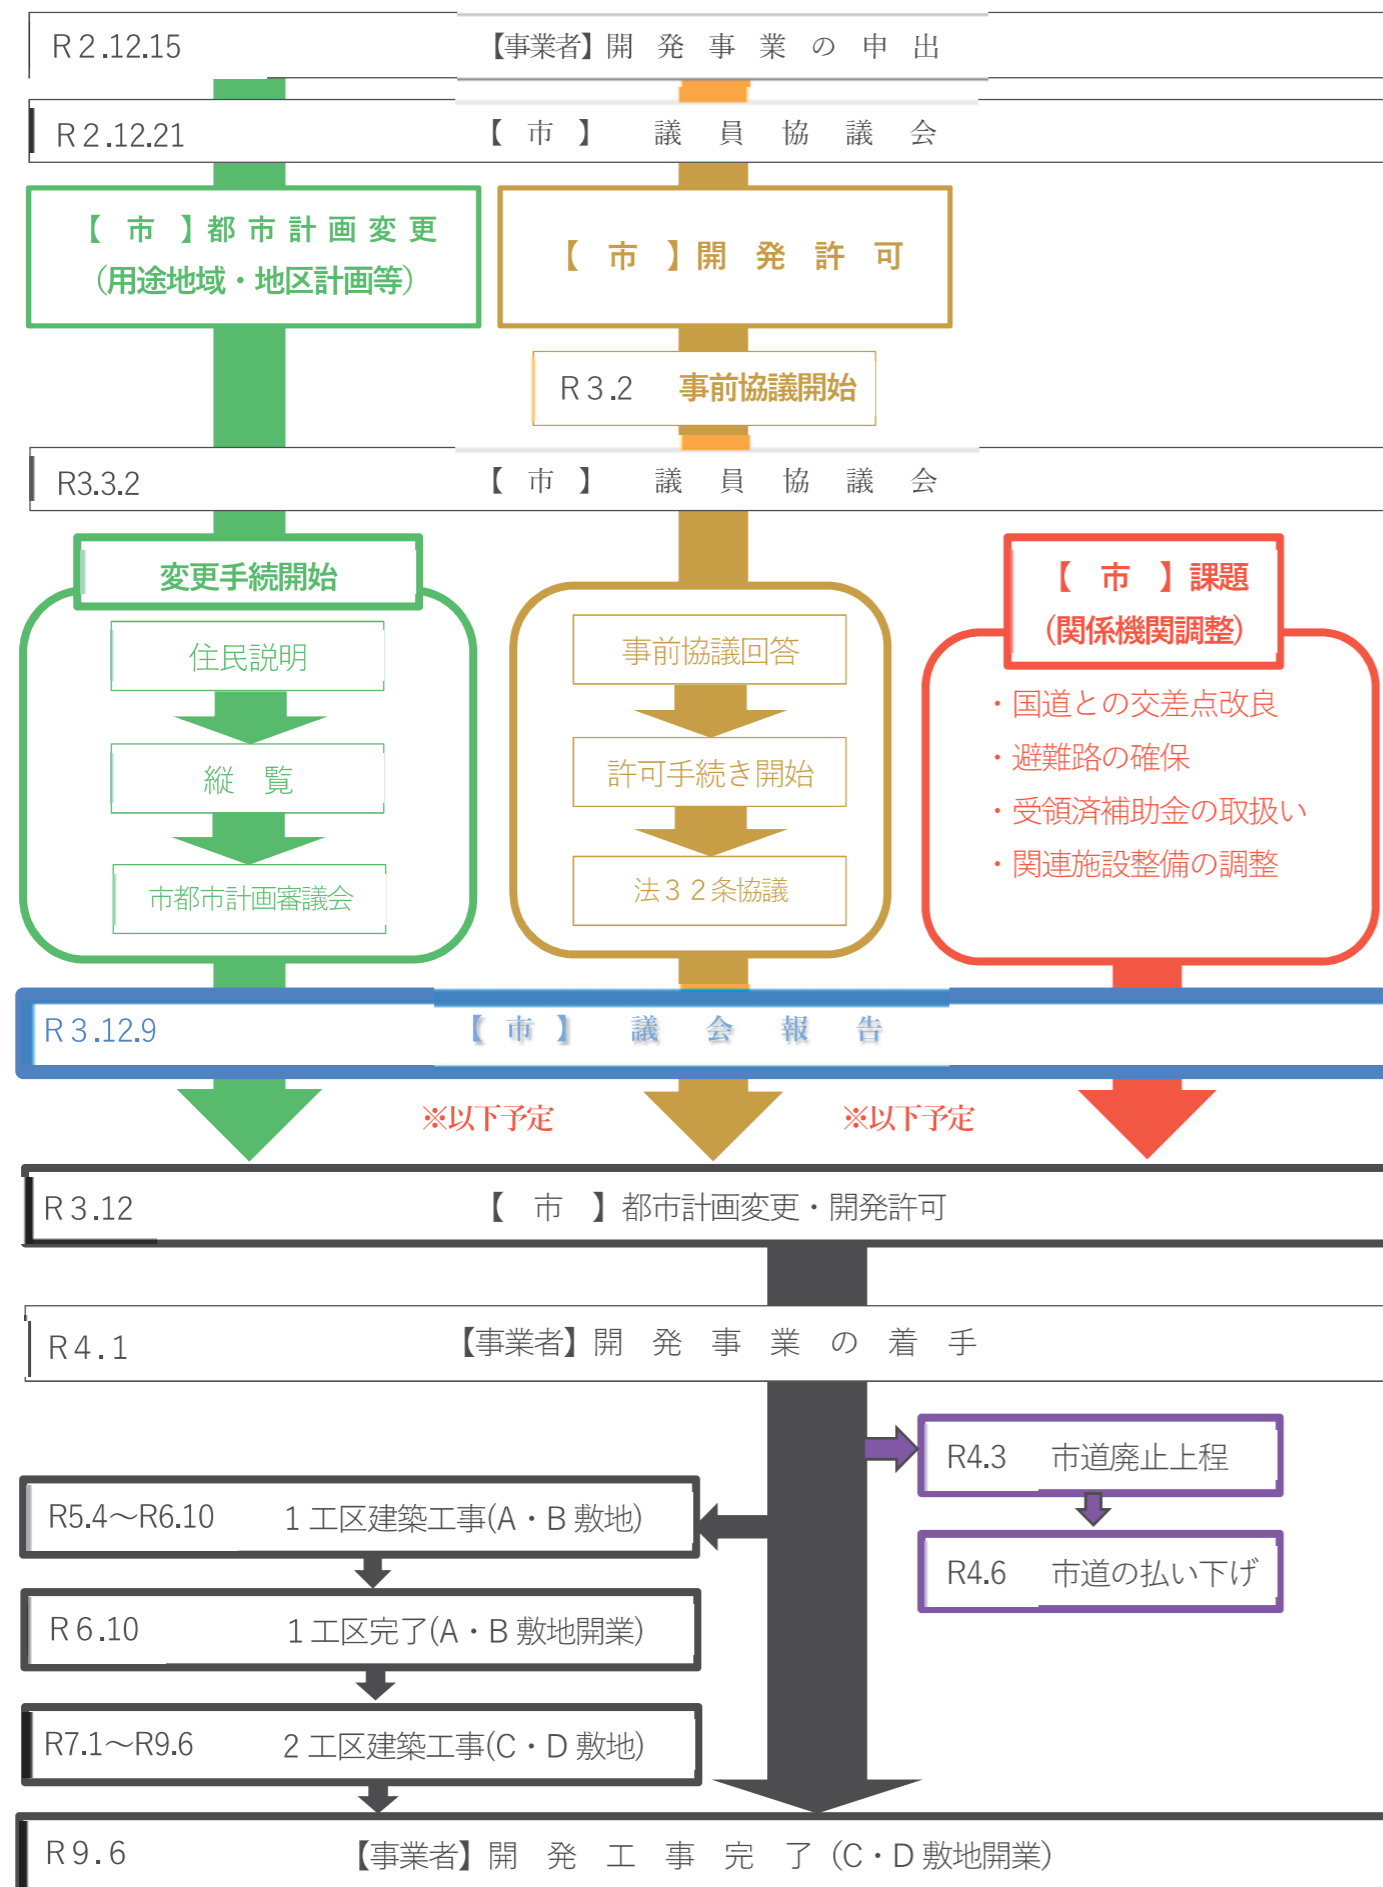 R2.12.15 【事業者】開発事業の申出
R2.12.21 【市】 議員協議会
【市】都市計画変更
(用途地域・地区計画等)
【市】開発許可
R3.2 事前協議開始
R3.3.2 【市】 議員協議会
変更手続開始
住民説明
縦覧
市都市計画審議会
事前協議回答
許可手続き開始
法32条協議
【市】課題
(関係機関調整)
・国道との交差点改良
・避難路の確保
・受領済補助金の取扱い
・関連施設整備の調整
R3.12.9 【市】 議会報告
※以下予定
※以下予定
R3.12 【市】都市計画変更・開発許可
R4.1 【事業者】開発事業の着手
R4.3 市道廃止上程
R4.6 市道の払い下げ
R5.4～R6.10 1工区建築工事(A・B敷地)
R6.10 1工区完了(A・B敷地開業)
R7.1～R9.6 2工区建築工事(C・D敷地)
R9.6 【事業者】開発工事完了(C・D敷地開業)